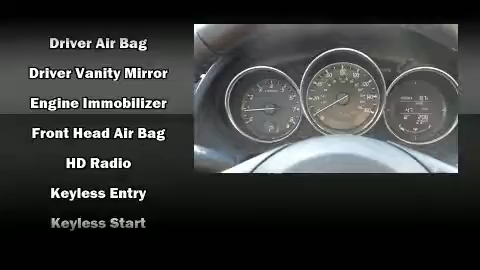 Driver Air Bag
Driver Vanity Mirror
Engine Immobilizer
Front Head Air Bag
HD Radio
Keyless Entry
Keyless Start